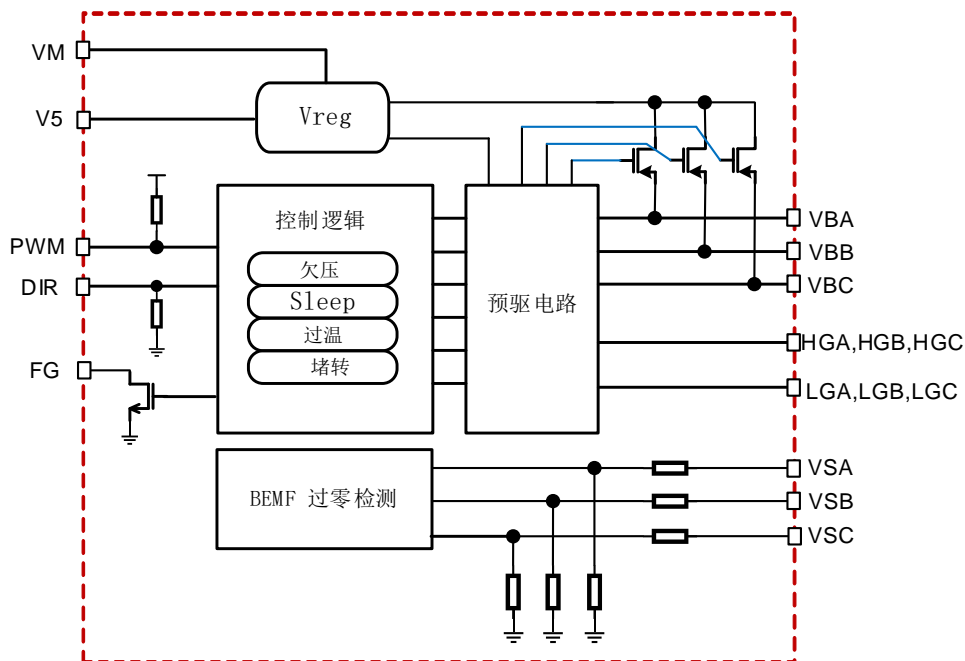 VM
Vreg
V5
控制逻辑
VBA
PWM
VBB
欠压
DIR
VBC
Sleep
预驱电路
过温
HGA,HGB,HGC
堵转
FG
LGA,LGB,LGC
VSA
BEMF 过零检测
VSB
VSC